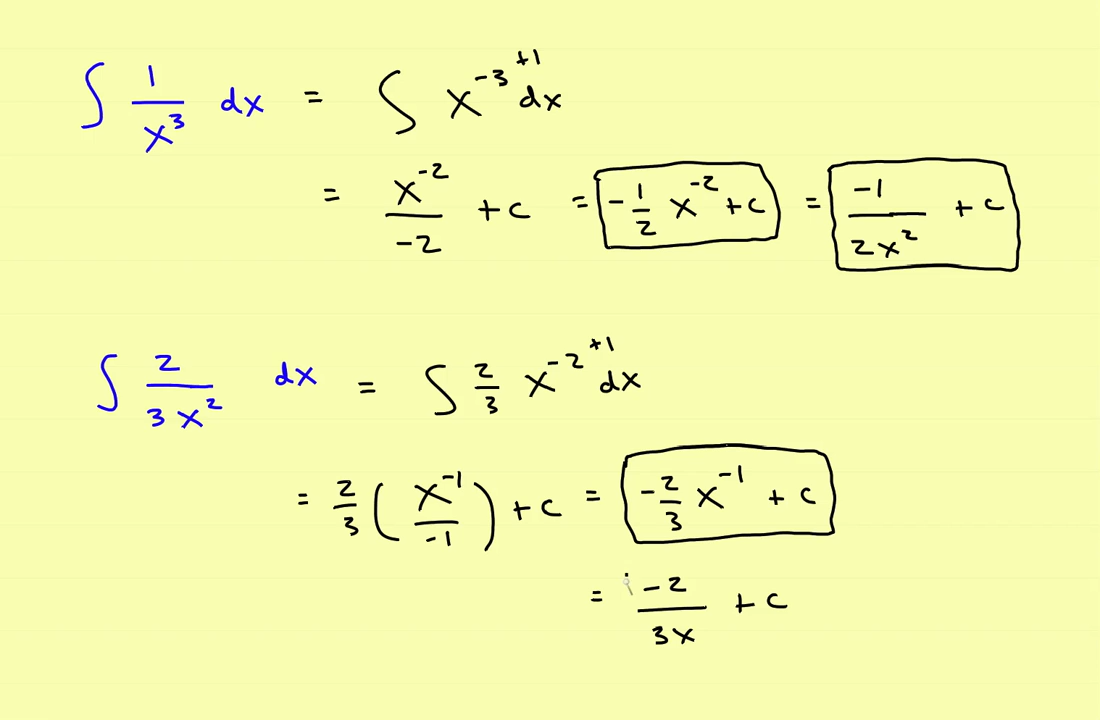 ∫ 1/x³ dx = ∫ x⁻³⁺¹ dx
= x⁻²/-2 + c = -1/2 x⁻² + c = -1/2x² + c
∫ 2/3x² dx = ∫ 2/3 x⁻²⁺¹ dx
= 2/3 (x⁻¹/-1) + c = -2/3 x⁻¹ + c
= -2/3x + c